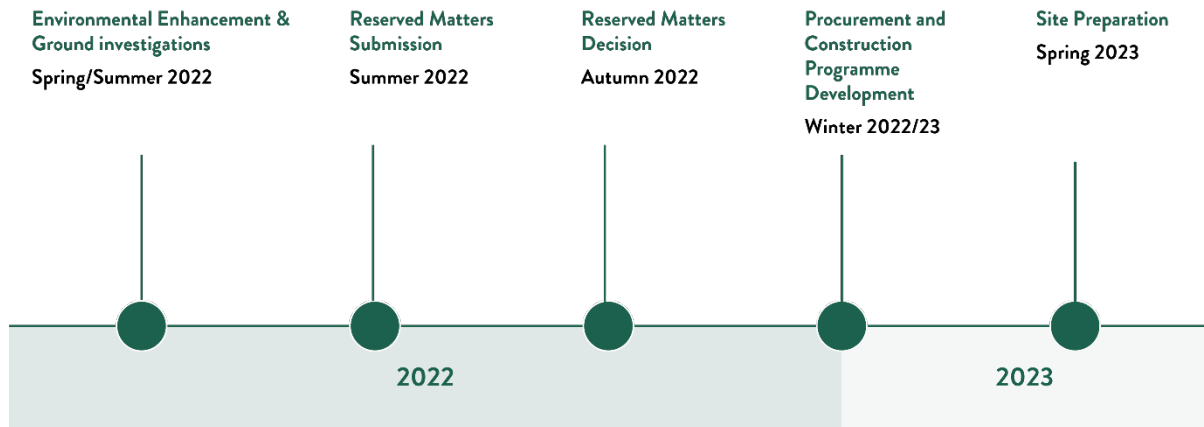 Environmental Enhancement &
Ground investigations
Spring/Summer 2022
Reserved Matters
Submission
Summer 2022
Reserved Matters
Decision
Autumn 2022
Procurement and
Construction
Programme
Development
Winter 2022/23
Site Preparation
Spring 2023
2022
2023